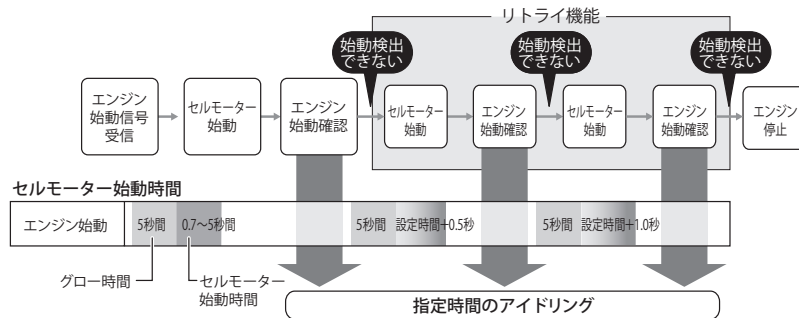 リトライ機能
始動検出
できない
始動検出
できない
始動検出
できない
エンジン
始動信号
受信
セルモーター
始動
エンジン
始動確認
セルモーター
始動
エンジン
始動確認
セルモーター
始動
エンジン
始動確認
エンジン
停止
セルモーター始動時間
エンジン始動
5秒間
0.7〜5秒間
5秒間
設定時間+0.5秒
5秒間
設定時間+1.0秒
グロー時間
セルモーター
始動時間
指定時間のアイドリング